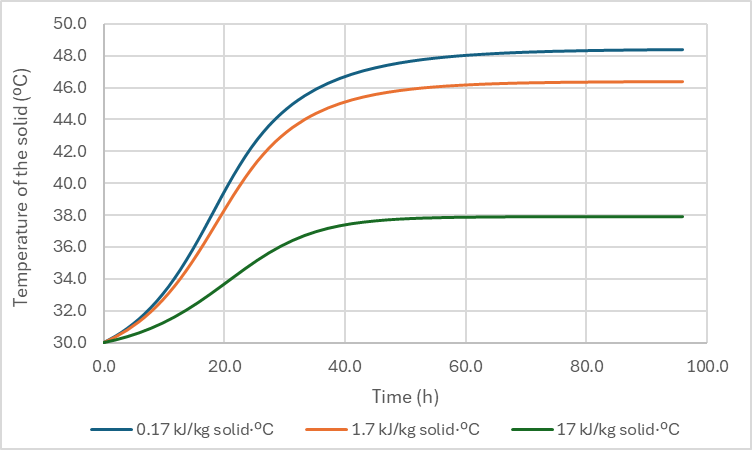 50.0
48.0
46.0
44.0
42.0
40.0
38.0
36.0
34.0
32.0
30.0
Temperature of the solid (ºC)
0.0 20.0 40.0 60.0 80.0 100.0
Time (h)
0.17 kJ/kg solid·ºC 1.7 kJ/kg solid·ºC 17 kJ/kg solid·ºC